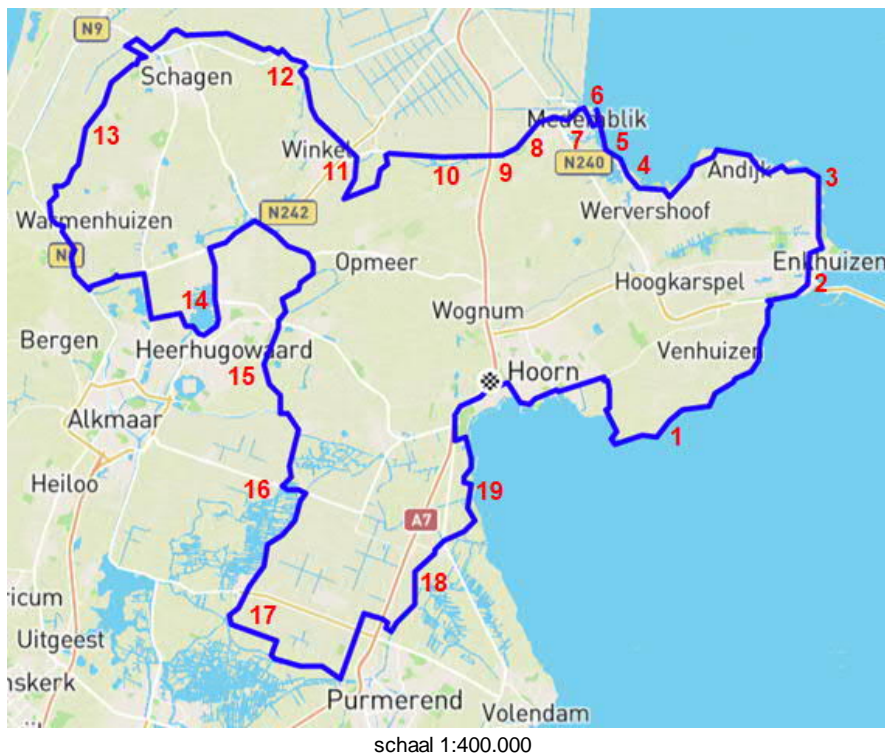 N9
Schagen
12
6
Medemblik
13
Winkel
11
8
7
5
N240
10
9
4
Andijk
3
Warmenhuizen
N242
Wervershoof
N9
Opmeer
Enkhuizen
Hoogkarspel
2
14
Wognum
Bergen
Heerhugowaard
Venhuizen
15
Hoorn
Alkmaar
1
Heiloo
16
19
A7
ricum
18
17
Uitgeest
nskerk
Purmerend
Volendam
schaal 1:400.000